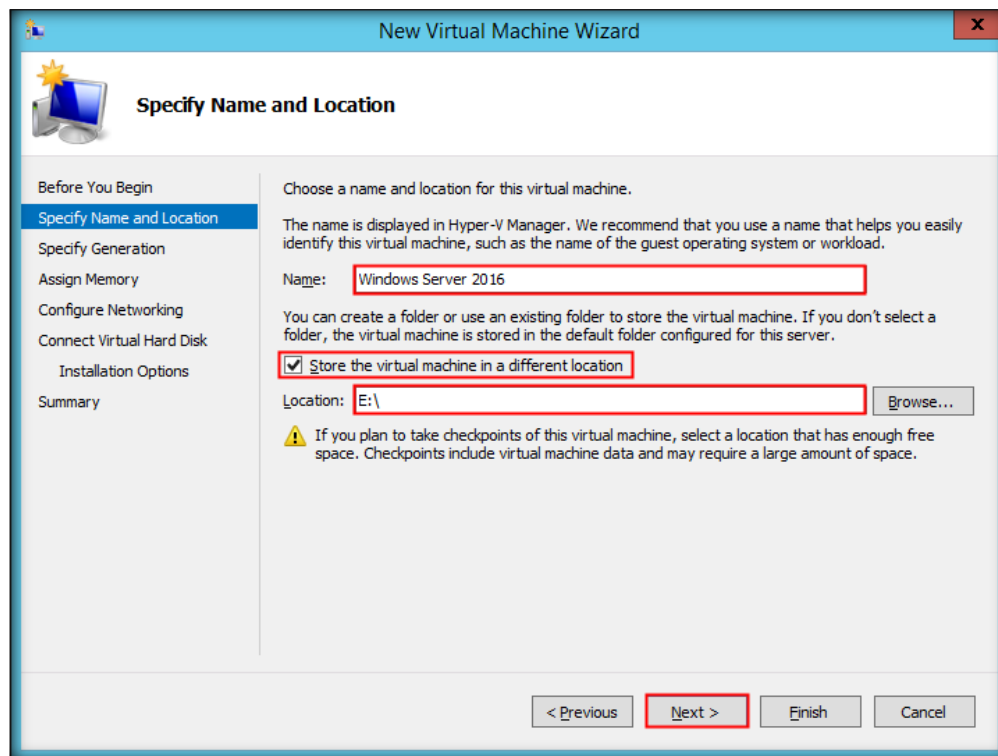 New Virtual Machine Wizard
x
Specify Name and Location
Before You Begin
Specify Name and Location
Specify Generation
Assign Memory
Configure Networking
Connect Virtual Hard Disk
Installation Options
Summary
Choose a name and location for this virtual machine.
The name is displayed in Hyper-V Manager. We recommend that you use a name that helps you easily
identify this virtual machine, such as the name of the guest operating system or workload.
Name: Windows Server 2016
You can create a folder or use an existing folder to store the virtual machine. If you don't select a
folder, the virtual machine is stored in the default folder configured for this server.
Store the virtual machine in a different location
Location: E:\ Browse...
If you plan to take checkpoints of this virtual machine, select a location that has enough free
space. Checkpoints include virtual machine data and may require a large amount of space.
< Previous Next > Finish Cancel